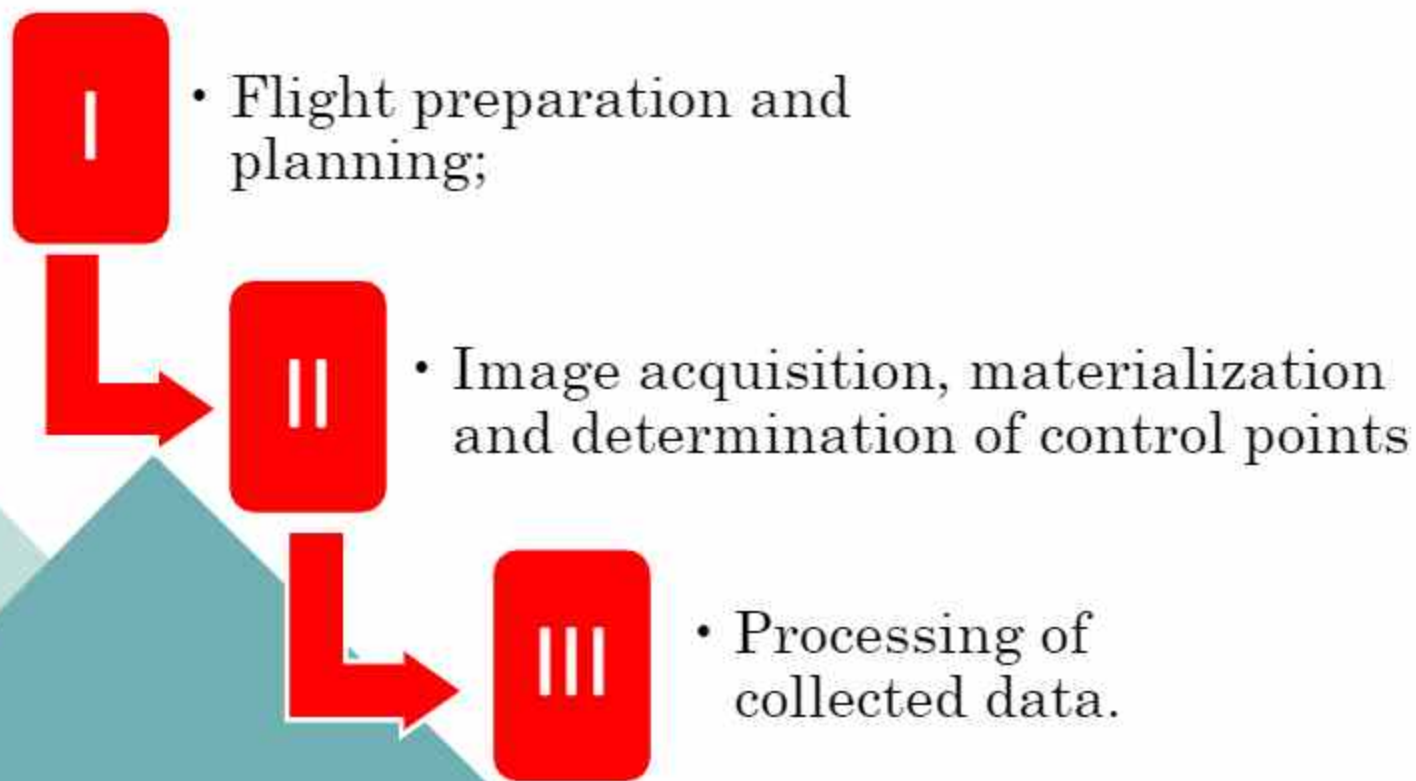 I
• Flight preparation and
planning;
II
• Image acquisition, materialization
and determination of control points
III
• Processing of
collected data.